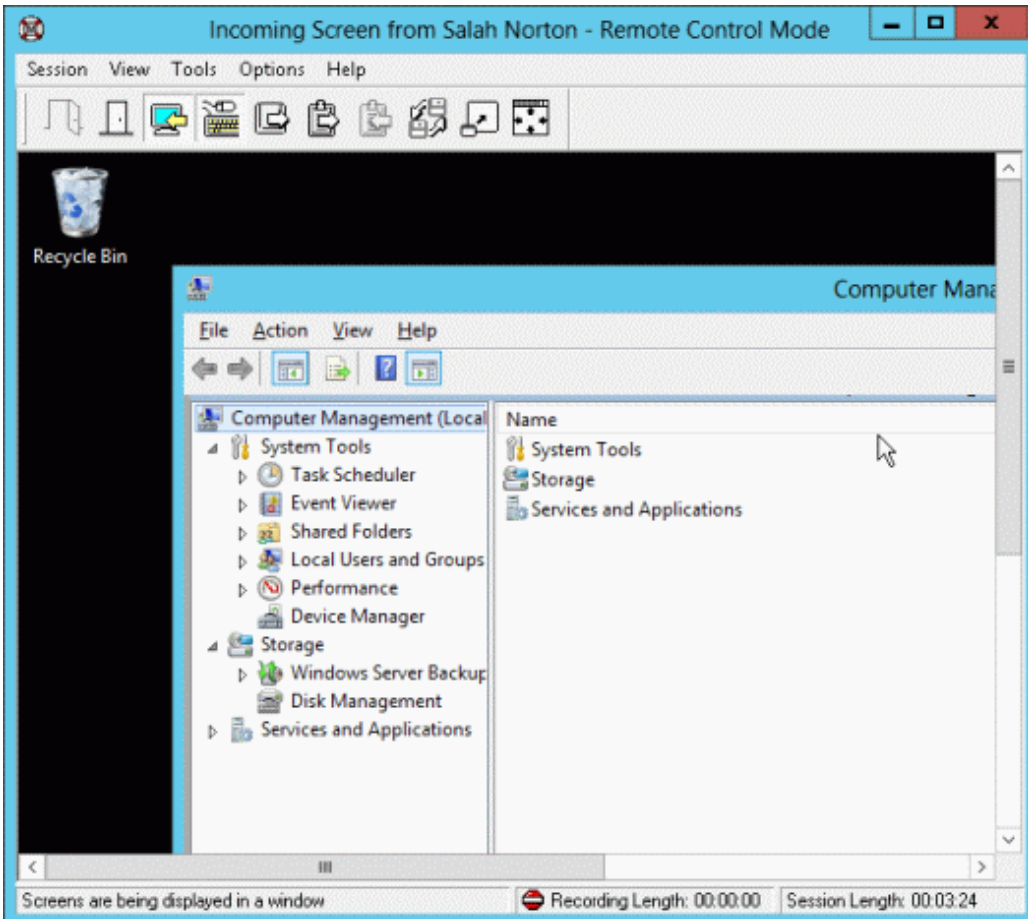 Incoming Screen from Salah Norton - Remote Control Mode
Session View Tools Options Help
Recycle Bin
Computer Mana
File Action View Help
Computer Management (Local
System Tools
Task Scheduler
Event Viewer
Shared Folders
Local Users and Groups
Performance
Device Manager
Storage
Windows Server Backup
Disk Management
Services and Applications
Name
System Tools
Storage
Services and Applications
Screens are being displayed in a window
Recording Length: 00:00:00
Session Length: 00:03:24